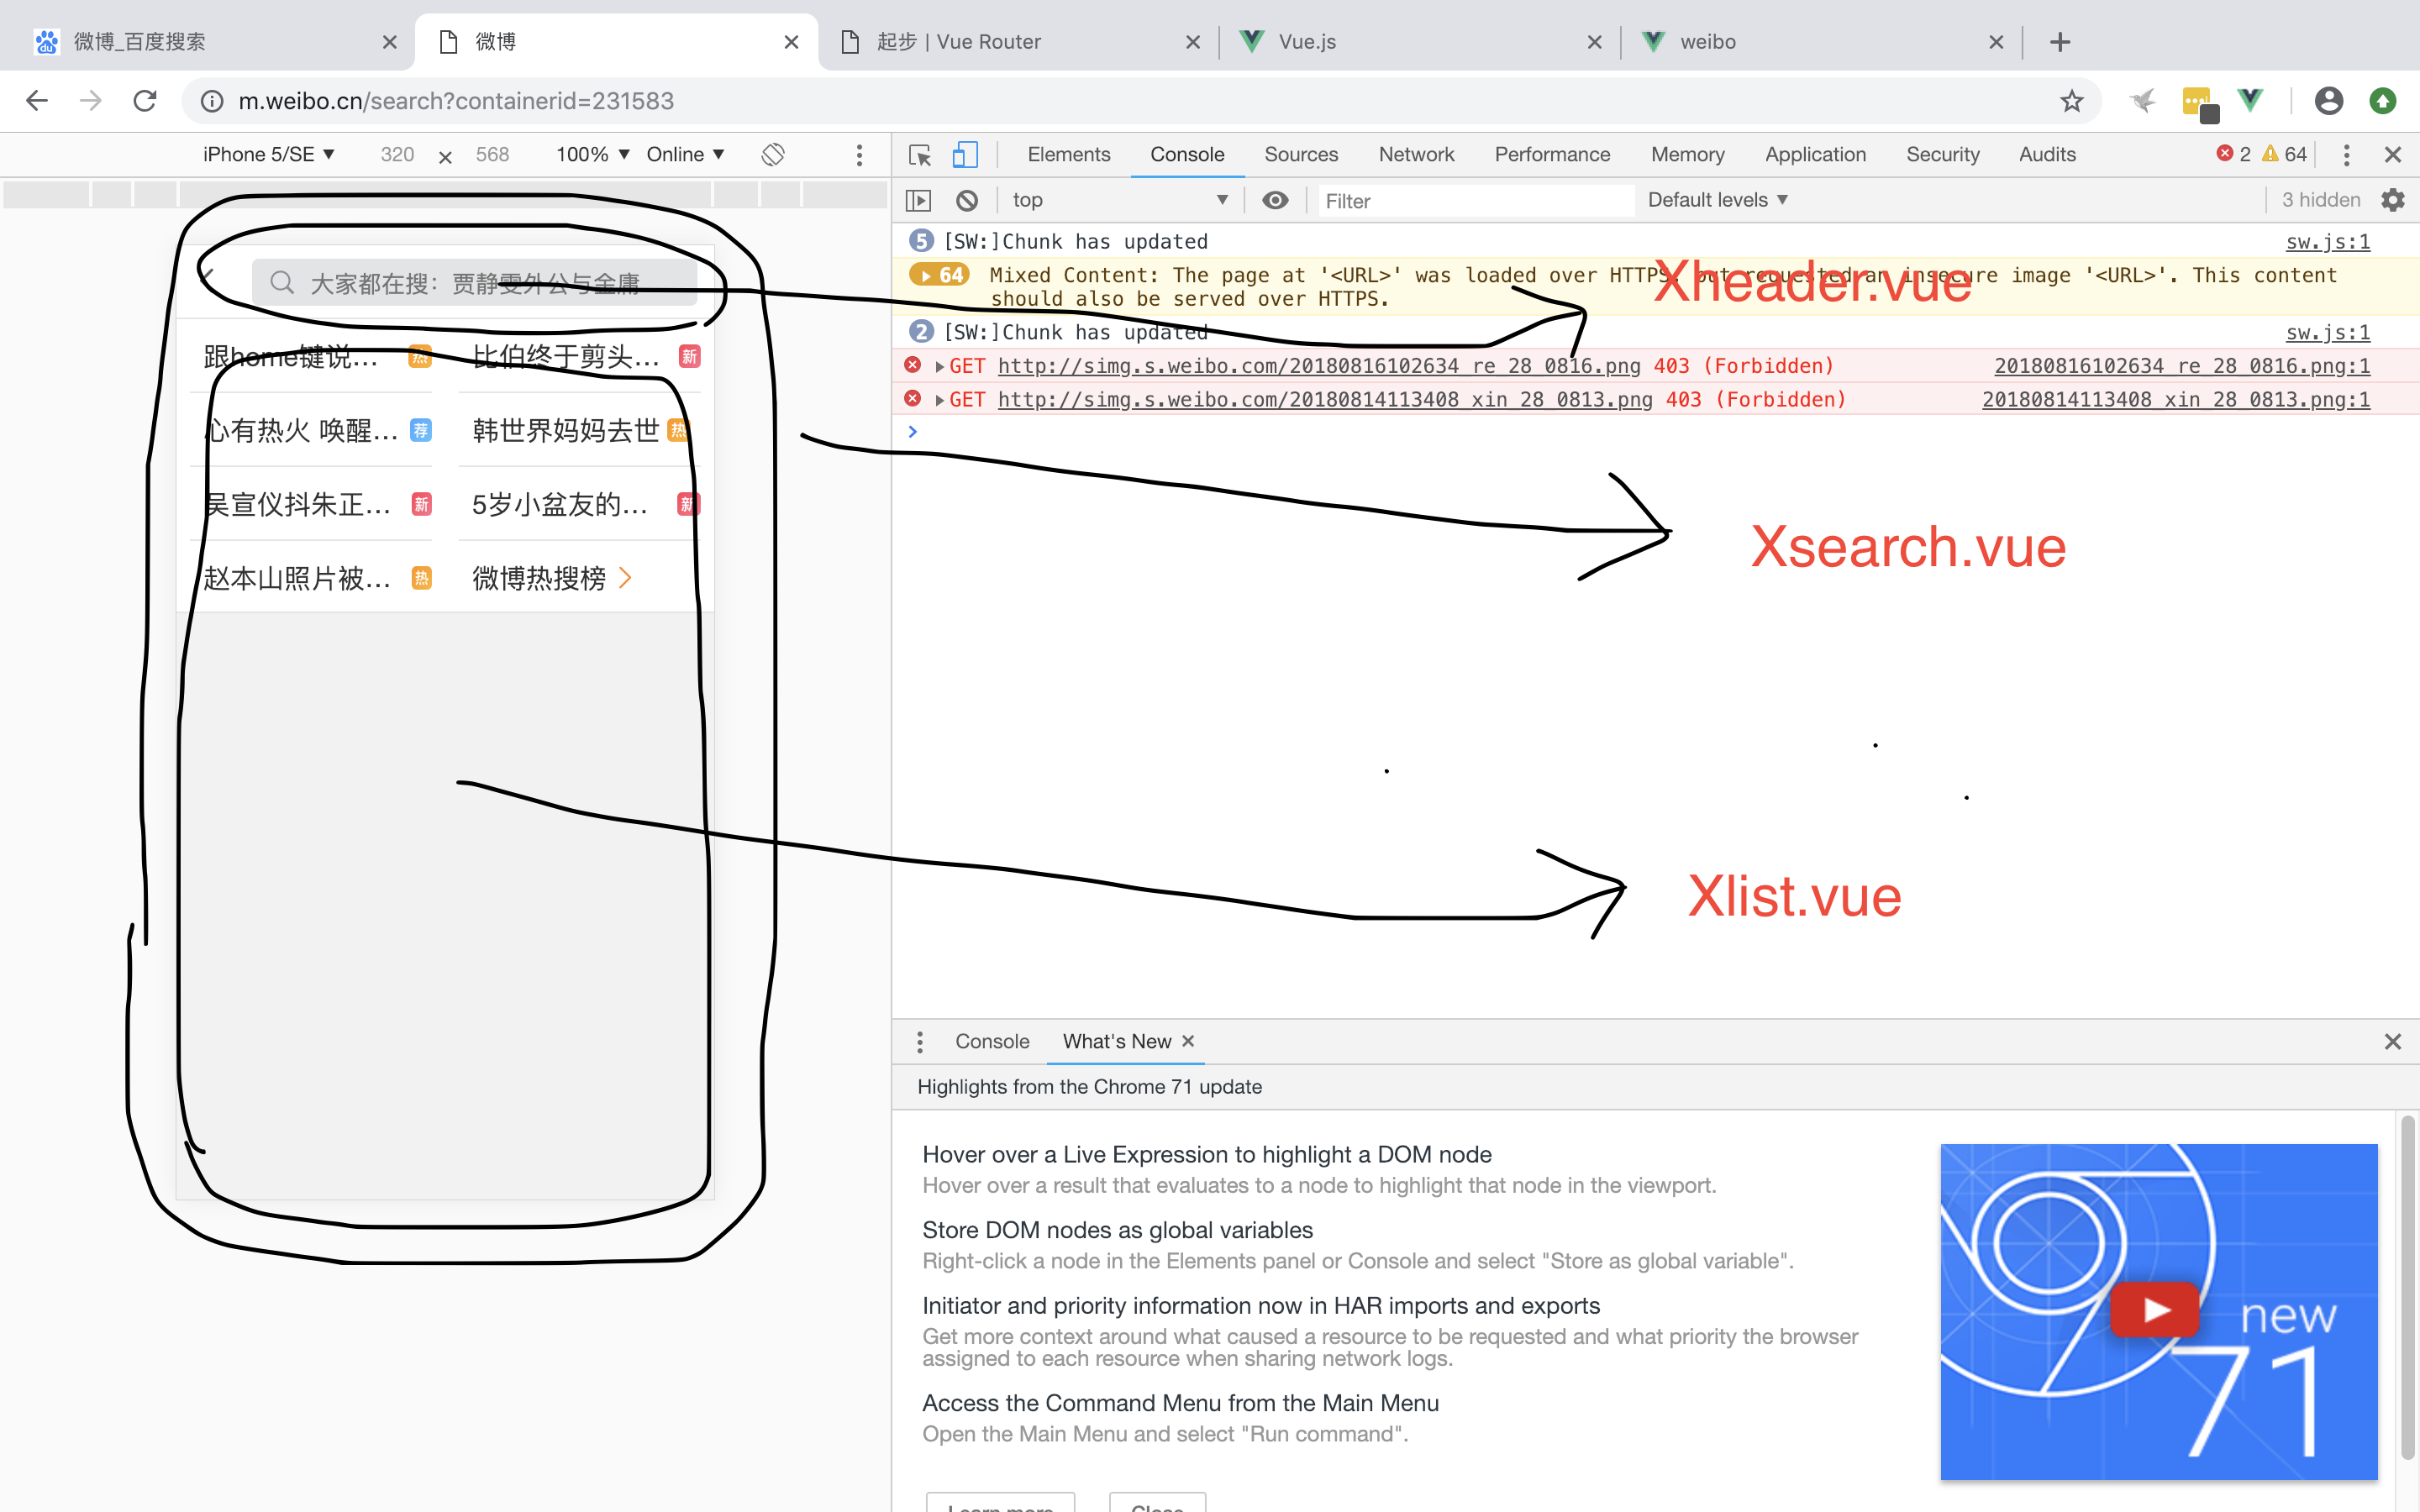 微博_百度搜索
微博
起步 | Vue Router
Vue.js
weibo
m.weibo.cn/search?containerid=231583
iPhone 5/SE ▼ 320 × 568 100% ▼ Online ▼
Elements Console Sources Network Performance Memory Application Security Audits 2 64
top ▼ Filter Default levels ▼ 3 hidden
大家都在搜：贾静雯外公与金庸
跟home键说… 热 比伯终于剪头… 新
心有热火 唤醒… 荐 韩世界妈妈去世 热
吴宣仪抖朱正… 新 5岁小盆友的… 新
赵本山照片被… 热 微博热搜榜
5 [SW:]Chunk has updated sw.js:1
64 Mixed Content: The page at '<URL>' was loaded over HTTPS, but requested an insecure image '<URL>'. This content
should also be served over HTTPS.
2 [SW:]Chunk has updated sw.js:1
GET http://simg.s.weibo.com/20180816102634_re_28_0816.png 403 (Forbidden) 20180816102634_re_28_0816.png:1
GET http://simg.s.weibo.com/20180814113408_xin_28_0813.png 403 (Forbidden) 20180814113408_xin_28_0813.png:1
Xheader.vue
Xsearch.vue
Xlist.vue
Console What's New
Highlights from the Chrome 71 update
Hover over a Live Expression to highlight a DOM node
Hover over a result that evaluates to a node to highlight that node in the viewport.
Store DOM nodes as global variables
Right-click a node in the Elements panel or Console and select "Store as global variable".
Initiator and priority information now in HAR imports and exports
Get more context around what caused a resource to be requested and what priority the browser
assigned to each resource when sharing network logs.
Access the Command Menu from the Main Menu
Open the Main Menu and select "Run command".
Learn more Close
new
71